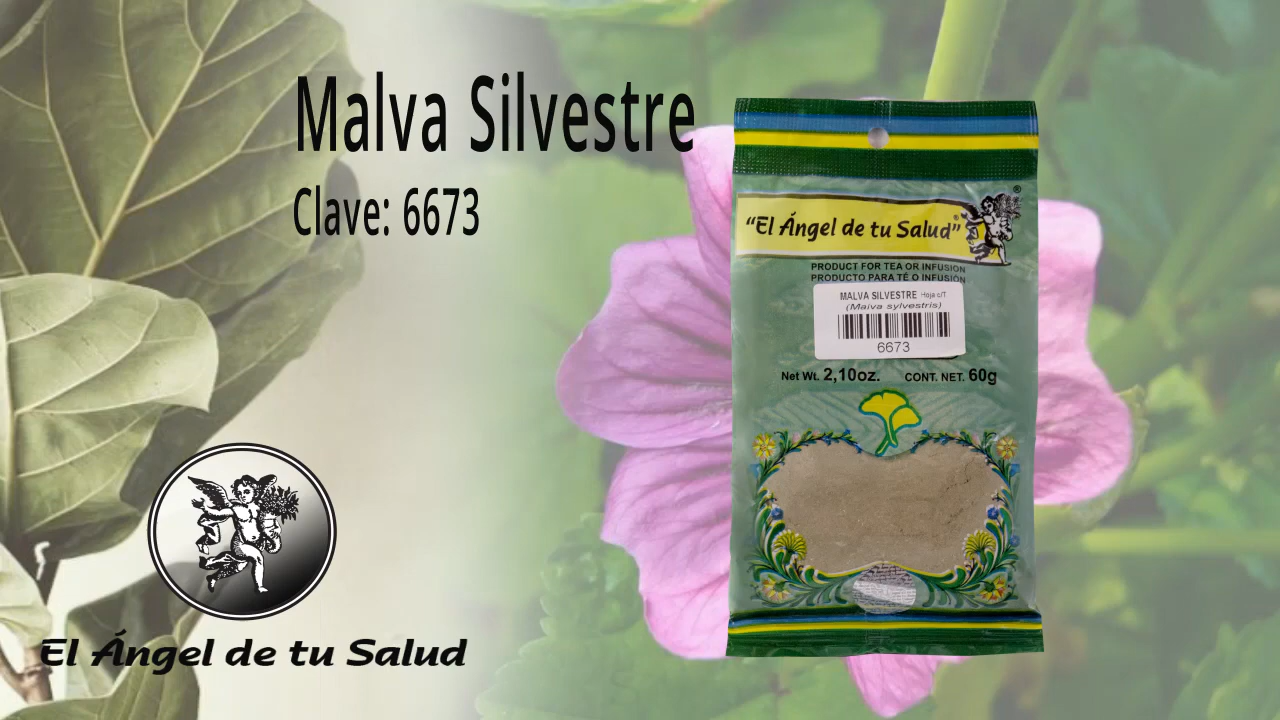 Malva Silvestre
Clave: 6673
"El Ángel de tu Salud"®
®
PRODUCT FOR TEA OR INFUSION
PRODUCTO PARA TÉ O INFUSIÓN
MALVA SILVESTRE Hoja c/T
(Malva sylvestris)
6673
Net Wt. 2,10oz. CONT. NET. 60g
El Ángel de tu Salud